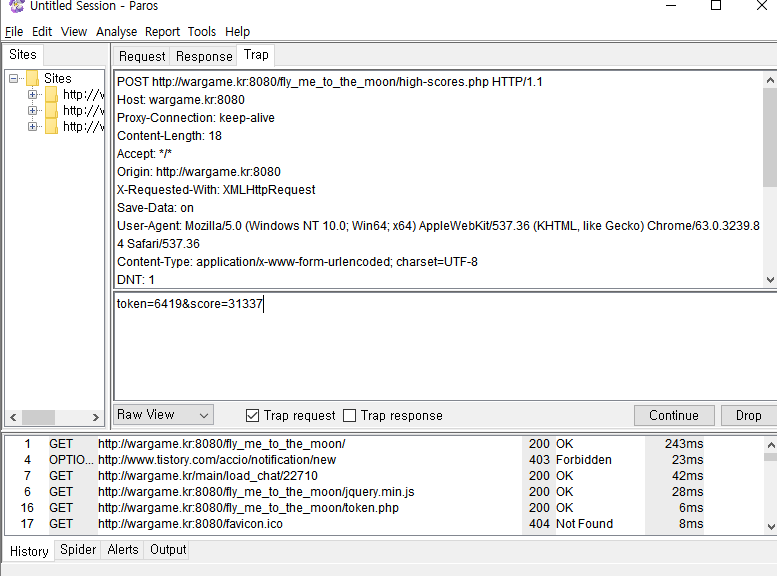 Untitled Session - Paros
File Edit View Analyse Report Tools Help
Sites
Request Response Trap
Sites
http://v
http://v
http://v
POST http://wargame.kr:8080/fly_me_to_the_moon/high-scores.php HTTP/1.1
Host: wargame.kr:8080
Proxy-Connection: keep-alive
Content-Length: 18
Accept: */*
Origin: http://wargame.kr:8080
X-Requested-With: XMLHttpRequest
Save-Data: on
User-Agent: Mozilla/5.0 (Windows NT 10.0; Win64; x64) AppleWebKit/537.36 (KHTML, like Gecko) Chrome/63.0.3239.8
4 Safari/537.36
Content-Type: application/x-www-form-urlencoded; charset=UTF-8
DNT: 1
token=6419&score=31337
Raw View Trap request Trap response Continue Drop
1 GET http://wargame.kr:8080/fly_me_to_the_moon/ 200 OK 243ms
4 OPTIO... http://www.tistory.com/accio/notification/new 403 Forbidden 23ms
7 GET http://wargame.kr/main/load_chat/22710 200 OK 42ms
6 GET http://wargame.kr:8080/fly_me_to_the_moon/jquery.min.js 200 OK 28ms
16 GET http://wargame.kr:8080/fly_me_to_the_moon/token.php 200 OK 6ms
17 GET http://wargame.kr:8080/favicon.ico 404 Not Found 8ms
History Spider Alerts Output